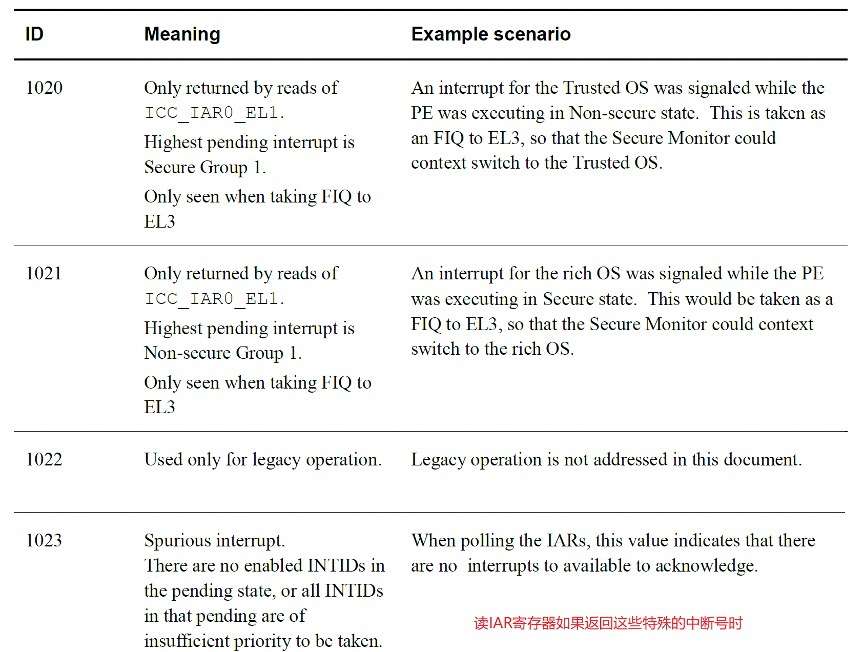 ID Meaning Example scenario
1020 Only returned by reads of An interrupt for the Trusted OS was signaled while the
ICC_IAR0_EL1. PE was executing in Non-secure state. This is taken as
Highest pending interrupt is an FIQ to EL3, so that the Secure Monitor could
Secure Group 1. context switch to the Trusted OS.
Only seen when taking FIQ to
EL3
1021 Only returned by reads of An interrupt for the rich OS was signaled while the PE
ICC_IAR0_EL1. was executing in Secure state. This would be taken as a
Highest pending interrupt is FIQ to EL3, so that the Secure Monitor could context
Non-secure Group 1. switch to the rich OS.
Only seen when taking FIQ to
EL3
1022 Used only for legacy operation. Legacy operation is not addressed in this document.
1023 Spurious interrupt. When polling the IARs, this value indicates that there
There are no enabled INTIDs in are no interrupts to available to acknowledge.
the pending state, or all INTIDs
in that pending are of
insufficient priority to be taken.
读IAR寄存器如果返回这些特殊的中断号时